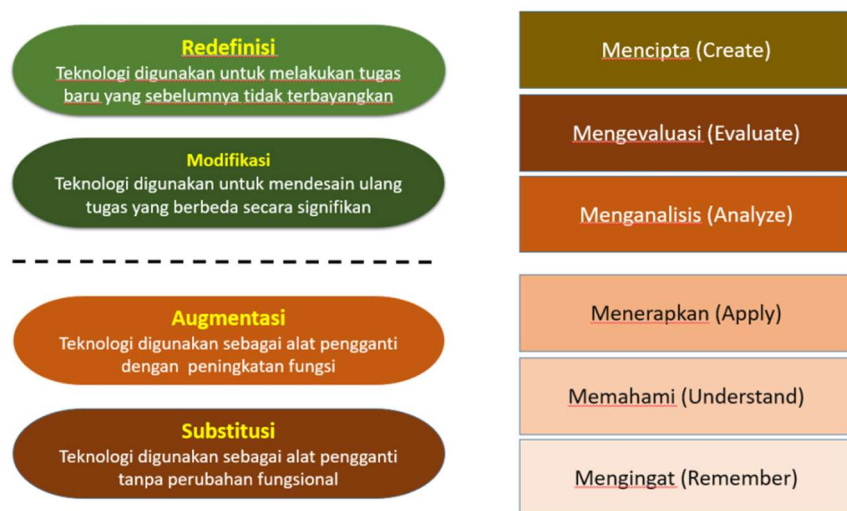 Redefinisi
Teknologi digunakan untuk melakukan tugas
baru yang sebelumnya tidak terbayangkan
Modifikasi
Teknologi digunakan untuk mendesain ulang
tugas yang berbeda secara signifikan
Augmentasi
Teknologi digunakan sebagai alat pengganti
dengan peningkatan fungsi
Substitusi
Teknologi digunakan sebagai alat pengganti
tanpa perubahan fungsional
Mencipta (Create)
Mengevaluasi (Evaluate)
Menganalisis (Analyze)
Menerapkan (Apply)
Memahami (Understand)
Mengingat (Remember)